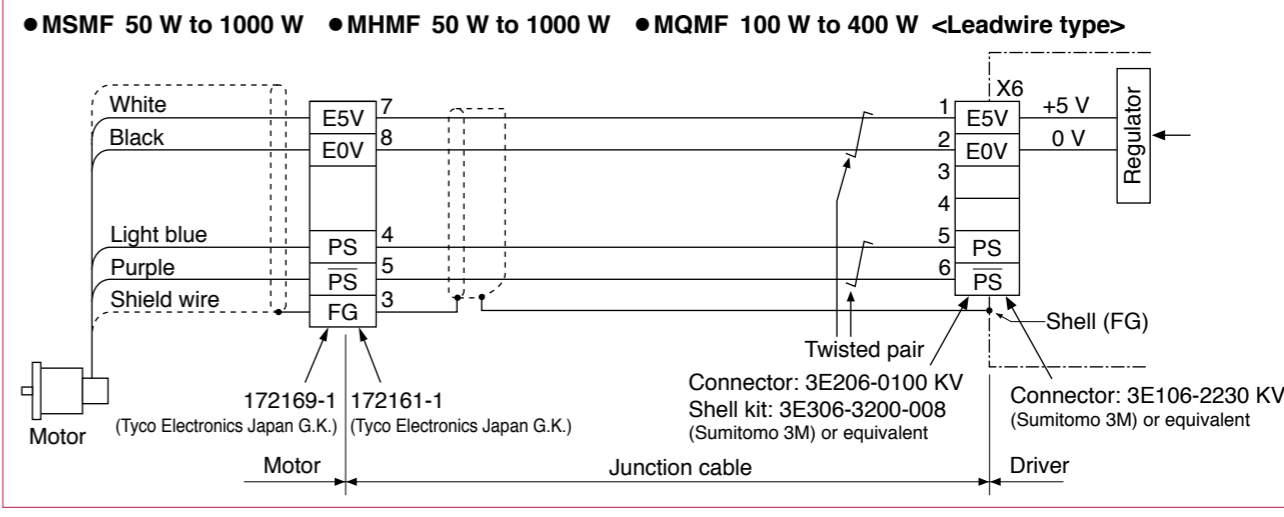 ●MSMF 50 W to 1000 W ●MHMF 50 W to 1000 W ●MQMF 100 W to 400 W <Leadwire type>
X6
White E5V 7 1 E5V +5 V
Black E0V 8 2 E0V 0 V
Regulator
3
4
Light blue PS 4 5 PS
Purple P̅S̅ 5 6 P̅S̅
Shield wire FG 3
Shell (FG)
Twisted pair
Motor
172169-1
(Tyco Electronics Japan G.K.)
172161-1
(Tyco Electronics Japan G.K.)
Connector: 3E206-0100 KV
Shell kit: 3E306-3200-008
(Sumitomo 3M) or equivalent
Connector: 3E106-2230 KV
(Sumitomo 3M) or equivalent
Motor Junction cable Driver